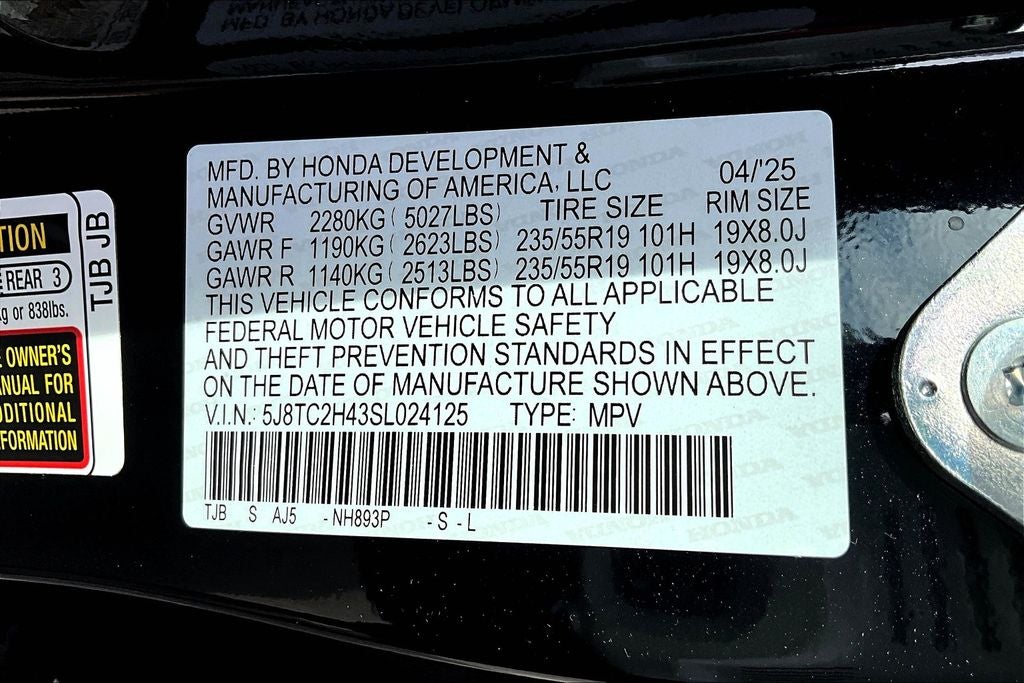 MFD. BY HONDA DEVELOPMENT &
MANUFACTURING OF AMERICA, LLC 04/'25
GVWR 2280KG ( 5027LBS) TIRE SIZE RIM SIZE
GAWR F 1190KG ( 2623LBS) 235/55R19 101H 19X8.0J
GAWR R 1140KG ( 2513LBS) 235/55R19 101H 19X8.0J
THIS VEHICLE CONFORMS TO ALL APPLICABLE
FEDERAL MOTOR VEHICLE SAFETY
AND THEFT PREVENTION STANDARDS IN EFFECT
ON THE DATE OF MANUFACTURE SHOWN ABOVE.
V.I.N.: 5J8TC2H43SL024125 TYPE: MPV
TJB S AJ5 - NH893P - S - L
TION
REAR 3
kg or 838lbs.
OWNER'S
NUAL FOR
DDITIONAL
FORMATION
TJB JB